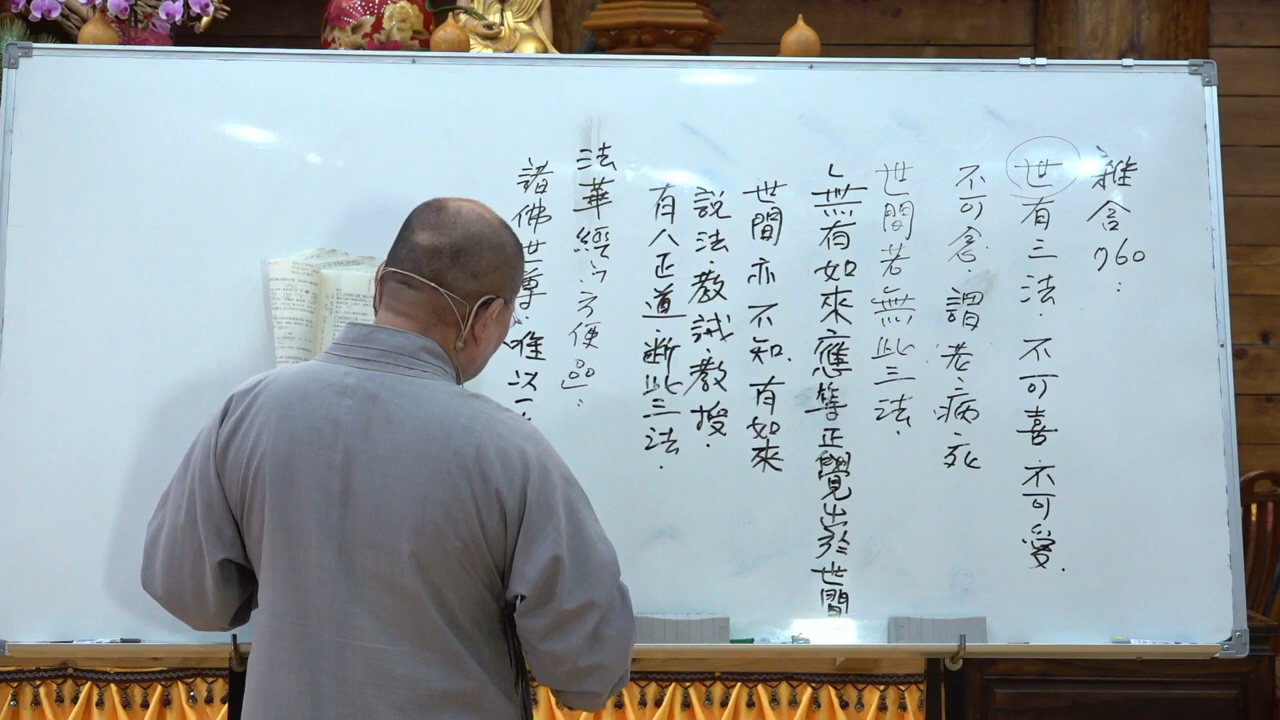 雜含760:
世有三法.不可喜不可愛.
不可念.謂老、病、死
世間若無此三法.
無有如來應等正覺出於世間
世間亦不知.有如來
說法、教誡、教授.
有八正道、斷此三法.
法華經方便品:
諸佛世尊、唯以一